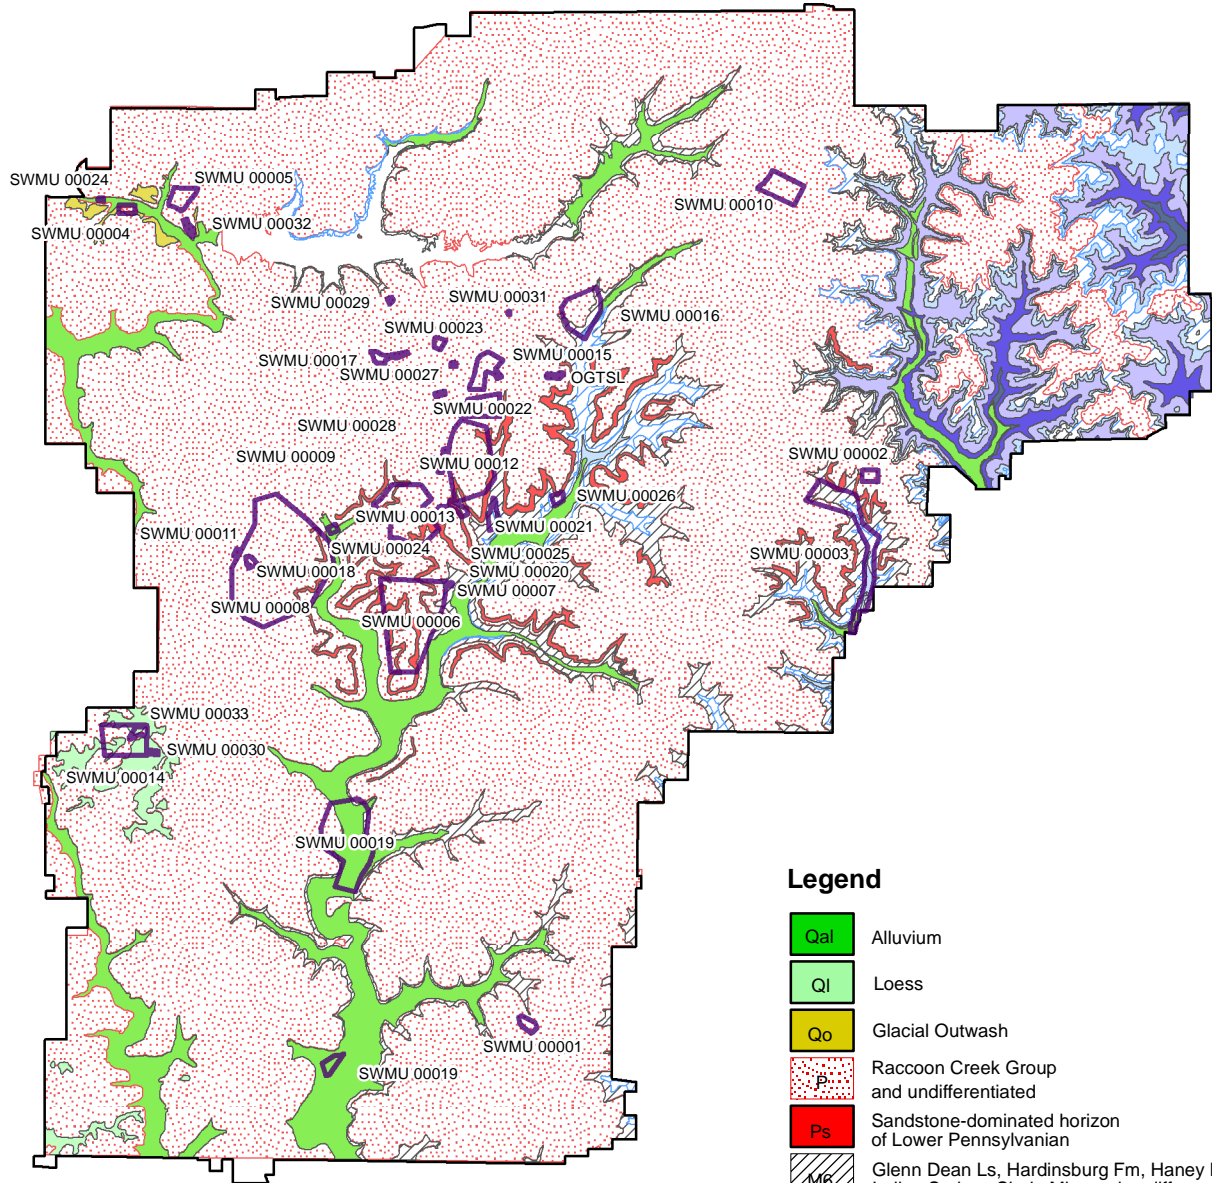 SWMU 00024
SWMU 00005
SWMU 00004
SWMU 00032
SWMU 00010
SWMU 00029
SWMU 00031
SWMU 00016
SWMU 00023
SWMU 00017
SWMU 00027
SWMU 00015
OGTSL
SWMU 00022
SWMU 00028
SWMU 00009
SWMU 00012
SWMU 00002
SWMU 00026
SWMU 00013
SWMU 00021
SWMU 00011
SWMU 00024
SWMU 00025
SWMU 00003
SWMU 00018
SWMU 00020
SWMU 00007
SWMU 00008
SWMU 00006
SWMU 00033
SWMU 00030
SWMU 00014
SWMU 00019
SWMU 00001
SWMU 00019
Legend
Qal Alluvium
Ql Loess
Qo Glacial Outwash
P Raccoon Creek Group
and undifferentiated
Ps Sandstone-dominated horizon
of Lower Pennsylvanian
M6 Glenn Dean Ls, Hardinsburg Fm, Haney